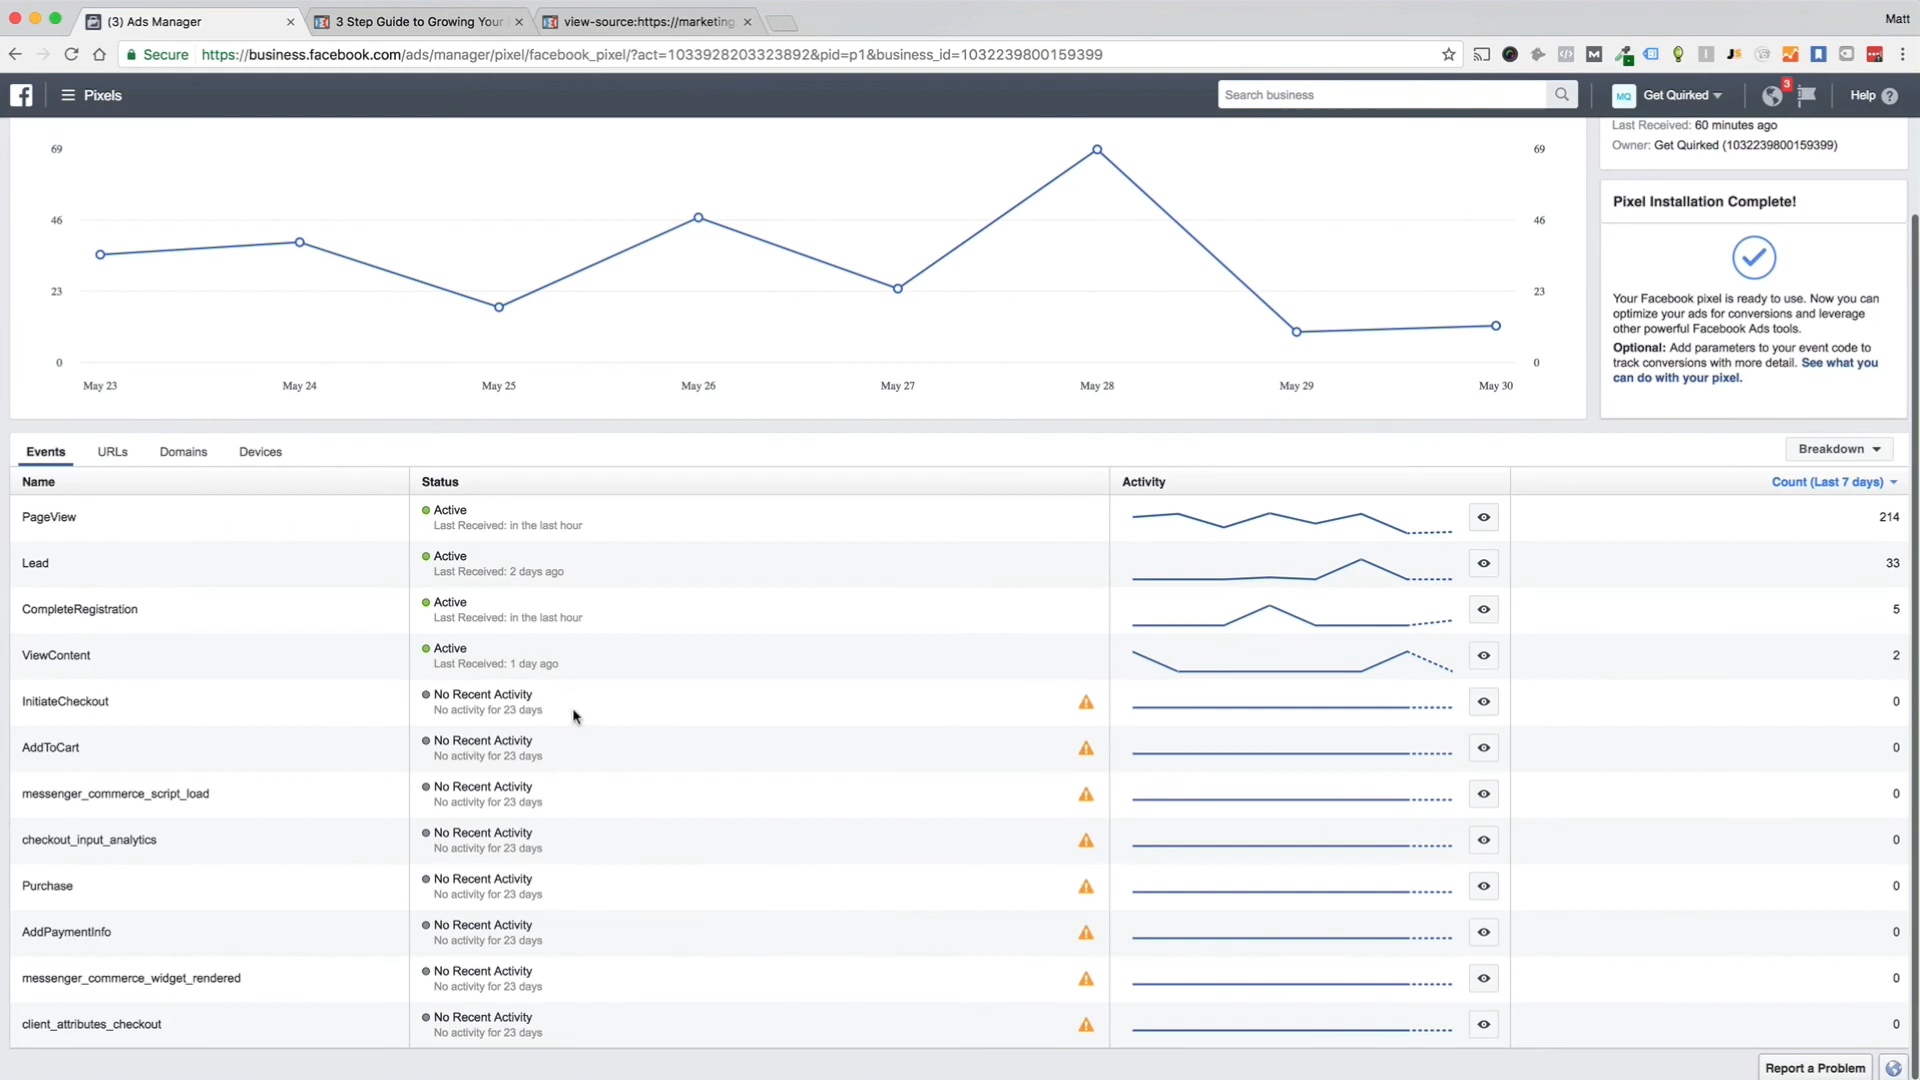 (3) Ads Manager
3 Step Guide to Growing Your
view-source:https://marketing.
Matt
Secure
https://business.facebook.com/ads/manager/pixel/facebook_pixel/?act=1033928203323892&pid=p1&business_id=1032239800159399
Pixels
Search business
MQ
Get Quirked
3
Help
Last Received: 60 minutes ago
Owner: Get Quirked (1032239800159399)
69
46
23
0
69
46
23
0
May 23
May 24
May 25
May 26
May 27
May 28
May 29
May 30
Pixel Installation Complete!
Your Facebook pixel is ready to use. Now you can
optimize your ads for conversions and leverage
other powerful Facebook Ads tools.
Optional: Add parameters to your event code to
track conversions with more detail. See what you
can do with your pixel.
Events
URLs
Domains
Devices
Breakdown
Name
Status
Activity
Count (Last 7 days)
PageView
Active
Last Received: in the last hour
214
Lead
Active
Last Received: 2 days ago
33
CompleteRegistration
Active
Last Received: in the last hour
5
ViewContent
Active
Last Received: 1 day ago
2
InitiateCheckout
No Recent Activity
No activity for 23 days
0
AddToCart
No Recent Activity
No activity for 23 days
0
messenger_commerce_script_load
No Recent Activity
No activity for 23 days
0
checkout_input_analytics
No Recent Activity
No activity for 23 days
0
Purchase
No Recent Activity
No activity for 23 days
0
AddPaymentInfo
No Recent Activity
No activity for 23 days
0
messenger_commerce_widget_rendered
No Recent Activity
No activity for 23 days
0
client_attributes_checkout
No Recent Activity
No activity for 23 days
0
Report a Problem